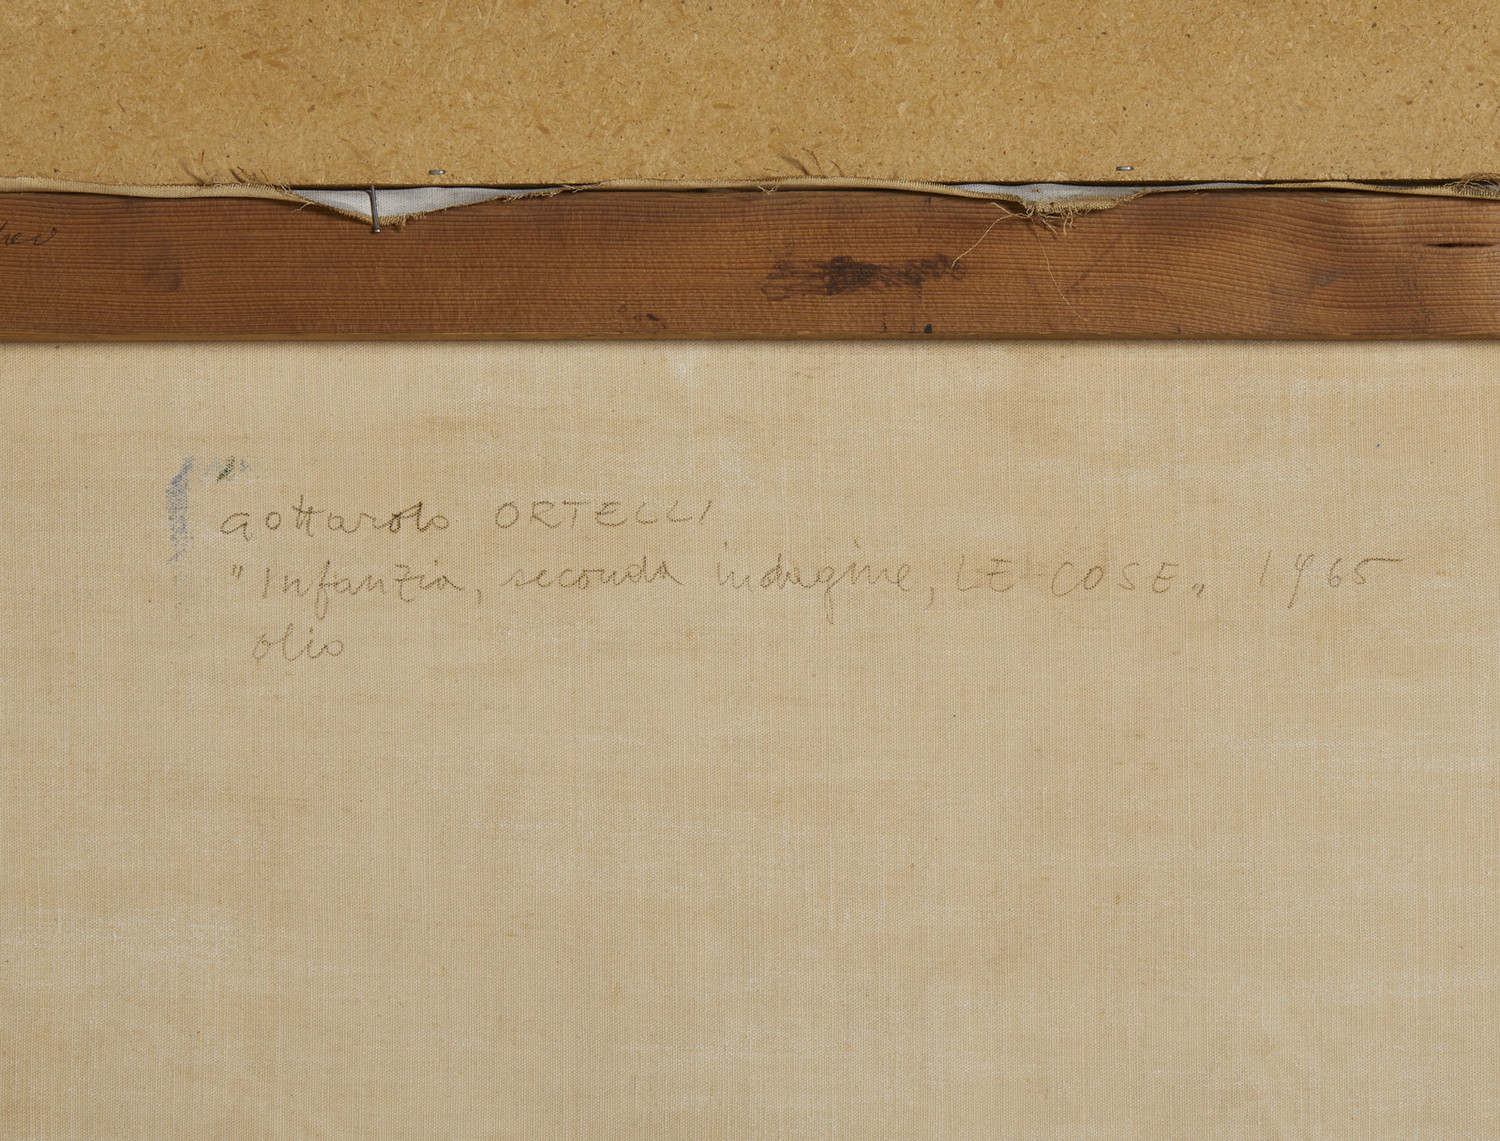 Gottardo ORTELLI
"Infanzia, seconda indagine, LE COSE„ 1965
olio